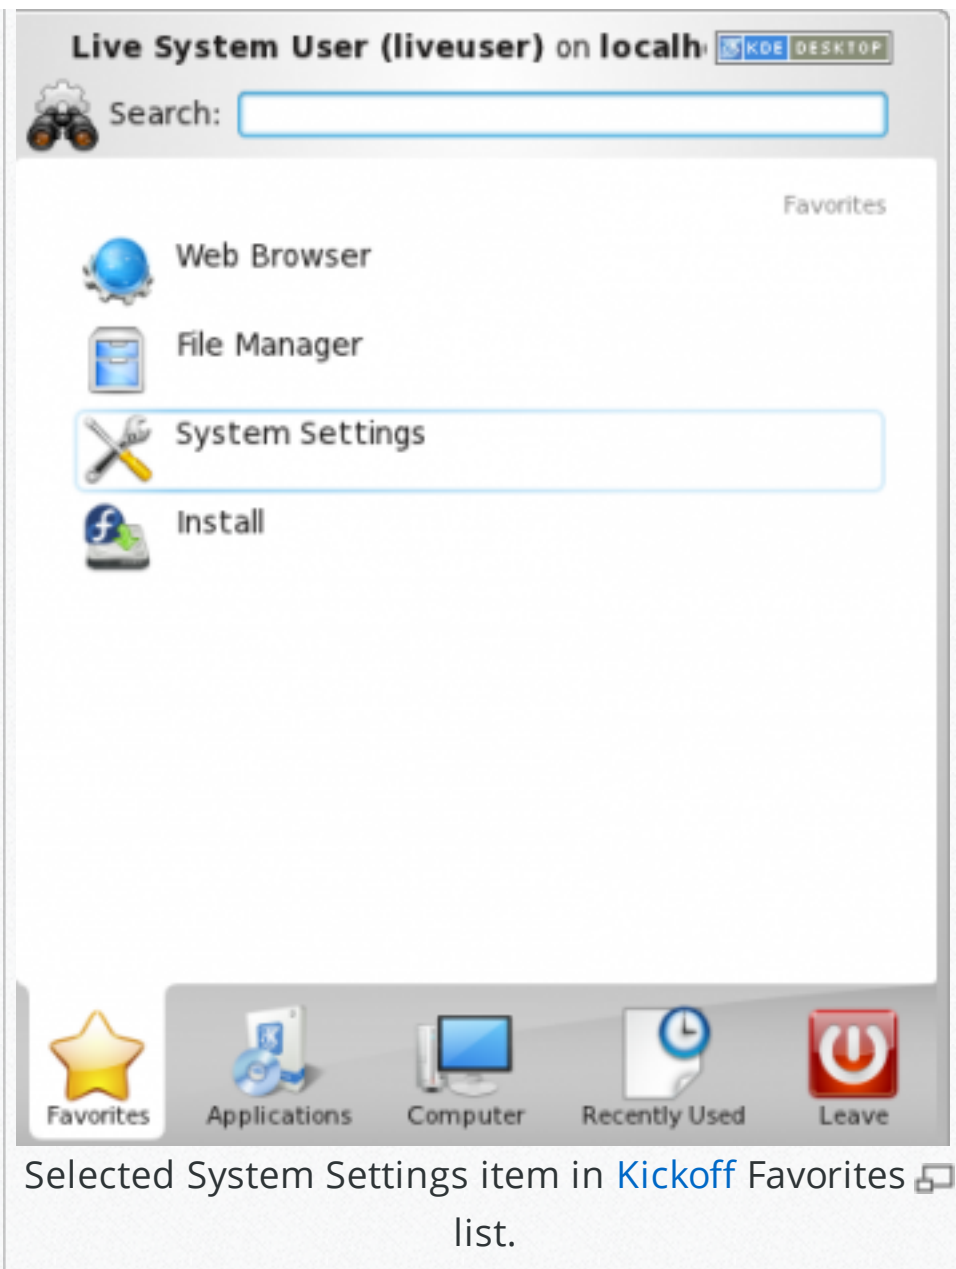 Live System User (liveuser) on localh
KDE DESKTOP
Search:
Favorites
Web Browser
File Manager
System Settings
Install
Favorites Applications Computer Recently Used Leave
Selected System Settings item in Kickoff Favorites
list.